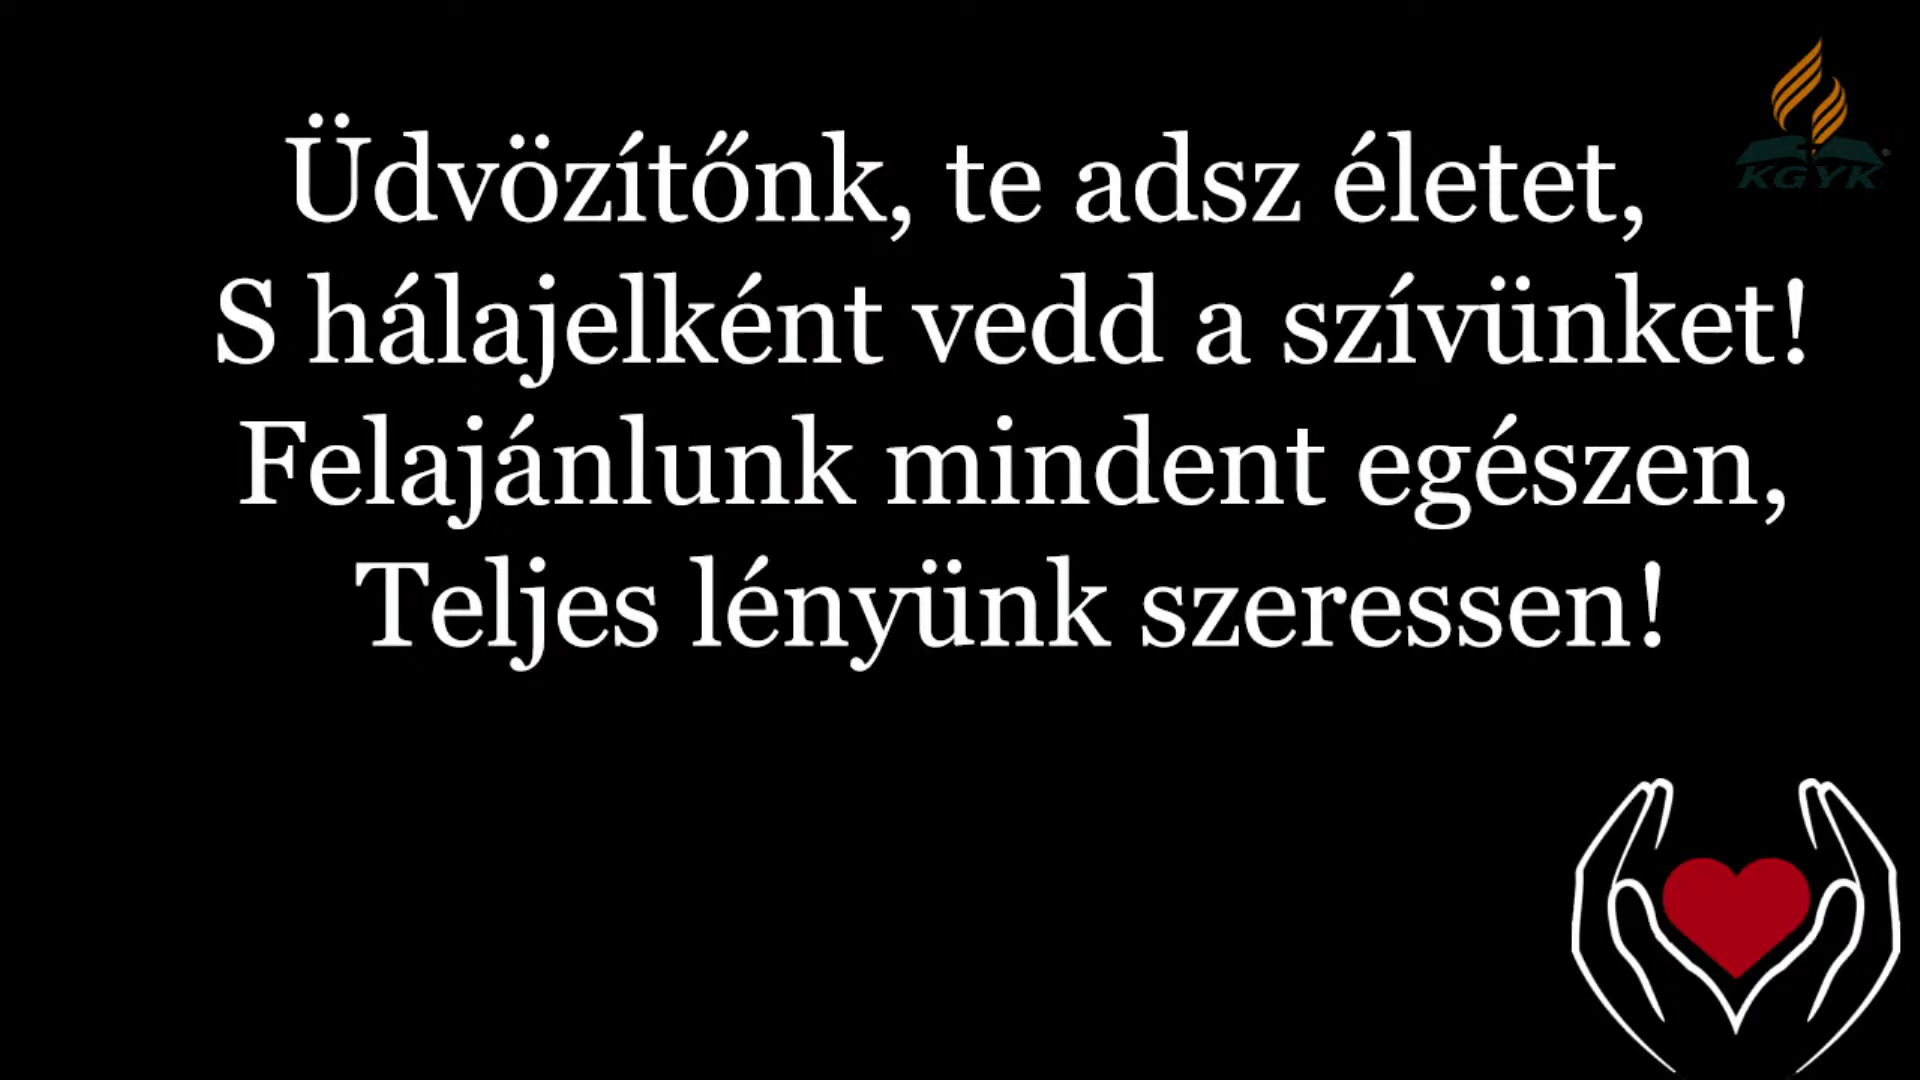 Üdvözítőnk, te adsz életet,
S hálajelként vedd a szívünket!
Felajánlunk mindent egészen,
Teljes lényünk szeressen!
KGYK